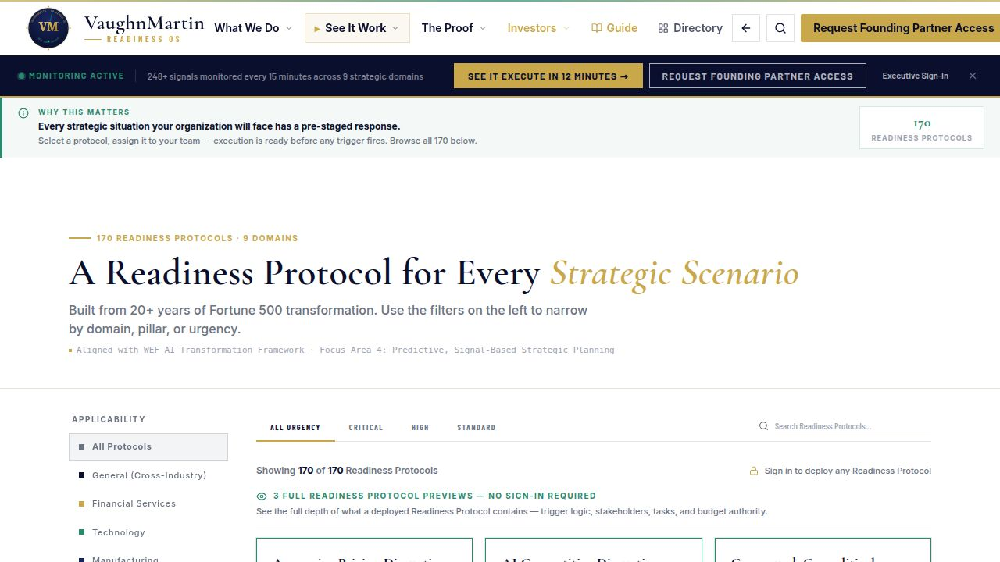 VM
VaughnMartin
READINESS OS
What We Do
▸ See It Work
The Proof
Investors
Guide
Directory
Request Founding Partner Access
MONITORING ACTIVE
248+ signals monitored every 15 minutes across 9 strategic domains
SEE IT EXECUTE IN 12 MINUTES →
REQUEST FOUNDING PARTNER ACCESS
Executive Sign-In
WHY THIS MATTERS
Every strategic situation your organization will face has a pre-staged response.
Select a protocol, assign it to your team — execution is ready before any trigger fires. Browse all 170 below.
170
READINESS PROTOCOLS
170 READINESS PROTOCOLS · 9 DOMAINS
A Readiness Protocol for Every Strategic Scenario
Built from 20+ years of Fortune 500 transformation. Use the filters on the left to narrow
by domain, pillar, or urgency.
Aligned with WEF AI Transformation Framework · Focus Area 4: Predictive, Signal-Based Strategic Planning
APPLICABILITY
All Protocols
General (Cross-Industry)
Financial Services
Technology
Manufacturing
ALL URGENCY
CRITICAL
HIGH
STANDARD
Search Readiness Protocols...
Showing 170 of 170 Readiness Protocols
Sign in to deploy any Readiness Protocol
3 FULL READINESS PROTOCOL PREVIEWS — NO SIGN-IN REQUIRED
See the full depth of what a deployed Readiness Protocol contains — trigger logic, stakeholders, tasks, and budget authority.